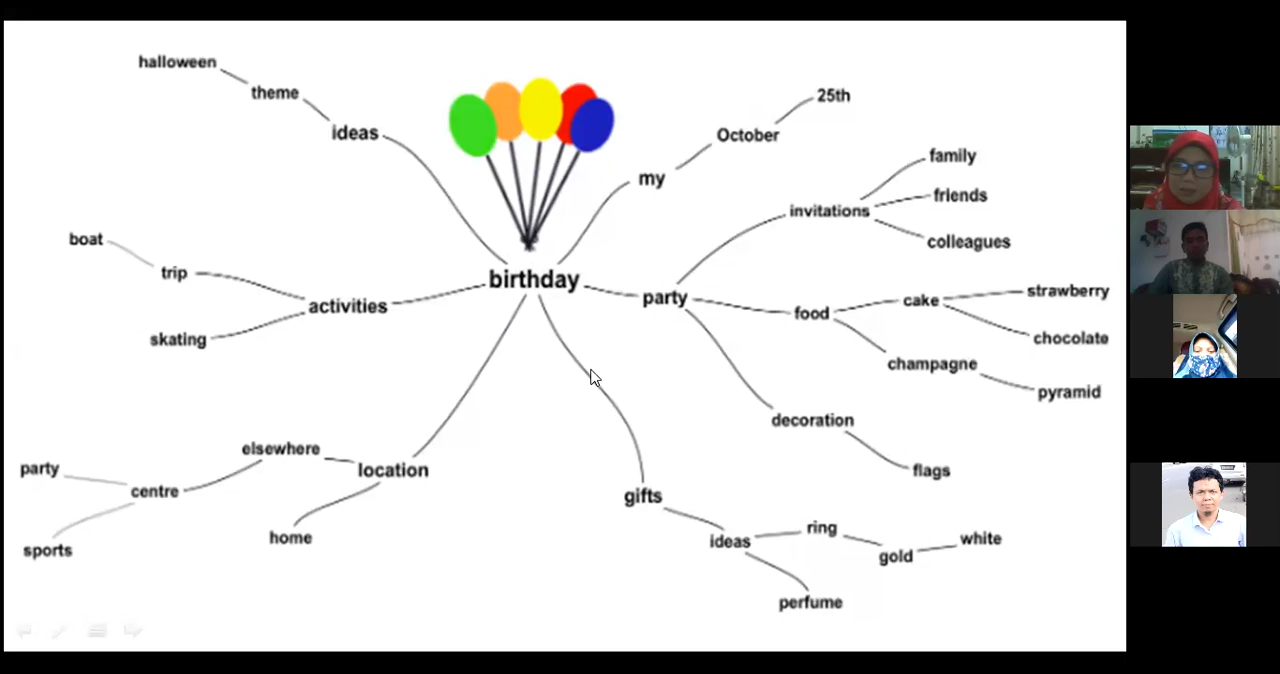 halloween
theme
ideas
my
October
25th
birthday
party
invitations
family
friends
colleagues
food
cake
strawberry
chocolate
champagne
pyramid
decoration
flags
gifts
ideas
ring
gold
white
perfume
location
elsewhere
centre
party
sports
home
activities
trip
boat
skating